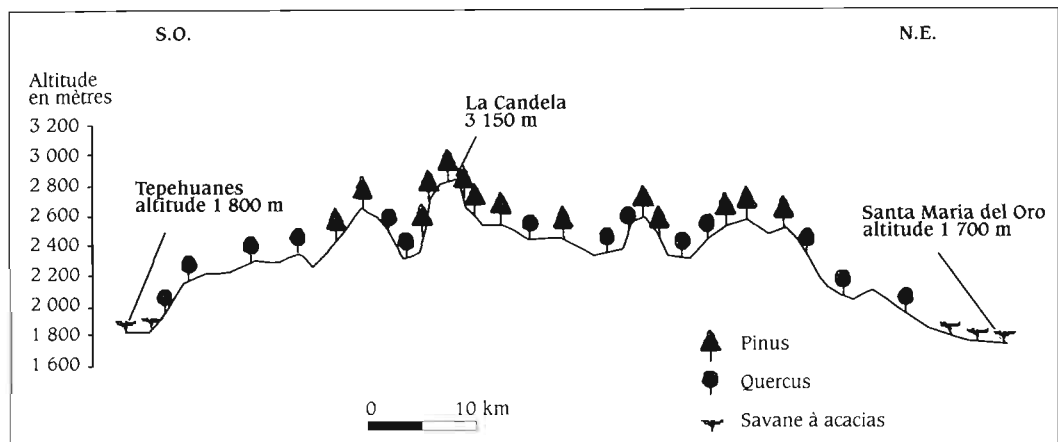 S.O.
N.E.
Altitude
en mètres
3 200
3 000
2 800
2 600
2 400
2 200
2 000
1 800
1 600
Tepehuanes
altitude 1 800 m
La Candela
3 150 m
Santa Maria del Oro
altitude 1 700 m
Pinus
Quercus
Savane à acacias
0 10 km